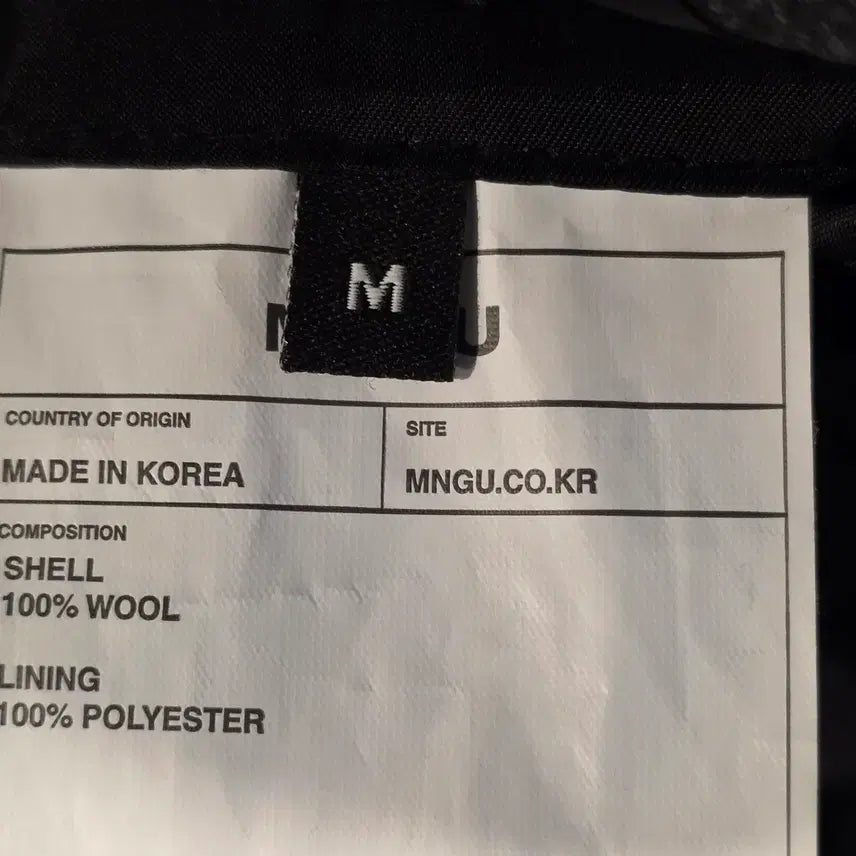 M
COUNTRY OF ORIGIN
MADE IN KOREA
SITE
MNGU.CO.KR
COMPOSITION
SHELL
100% WOOL
LINING
100% POLYESTER